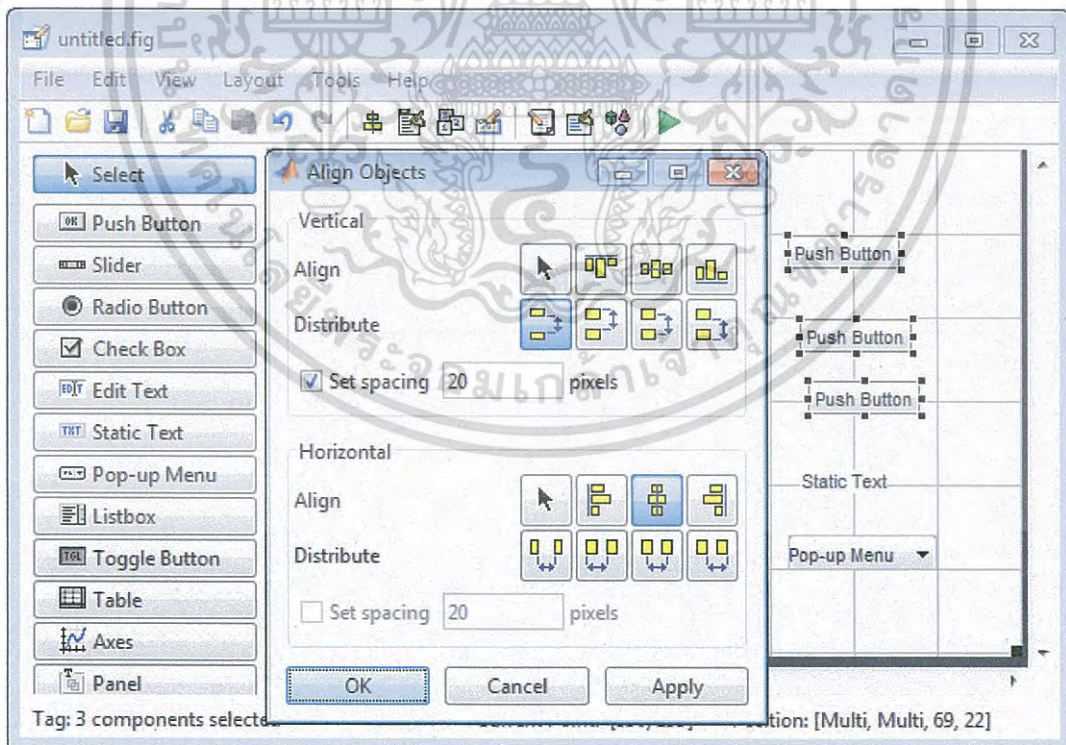 untitled.fig
File Edit View Layout Tools Help
Select
Push Button
Slider
Radio Button
Check Box
Edit Text
Static Text
Pop-up Menu
Listbox
Toggle Button
Table
Axes
Panel
Align Objects
Vertical
Align
Distribute
Set spacing 20 pixels
Horizontal
Align
Distribute
Set spacing 20 pixels
OK Cancel Apply
Push Button
Push Button
Push Button
Static Text
Pop-up Menu
Tag: 3 components
Position: [Multi, Multi, 69, 22]